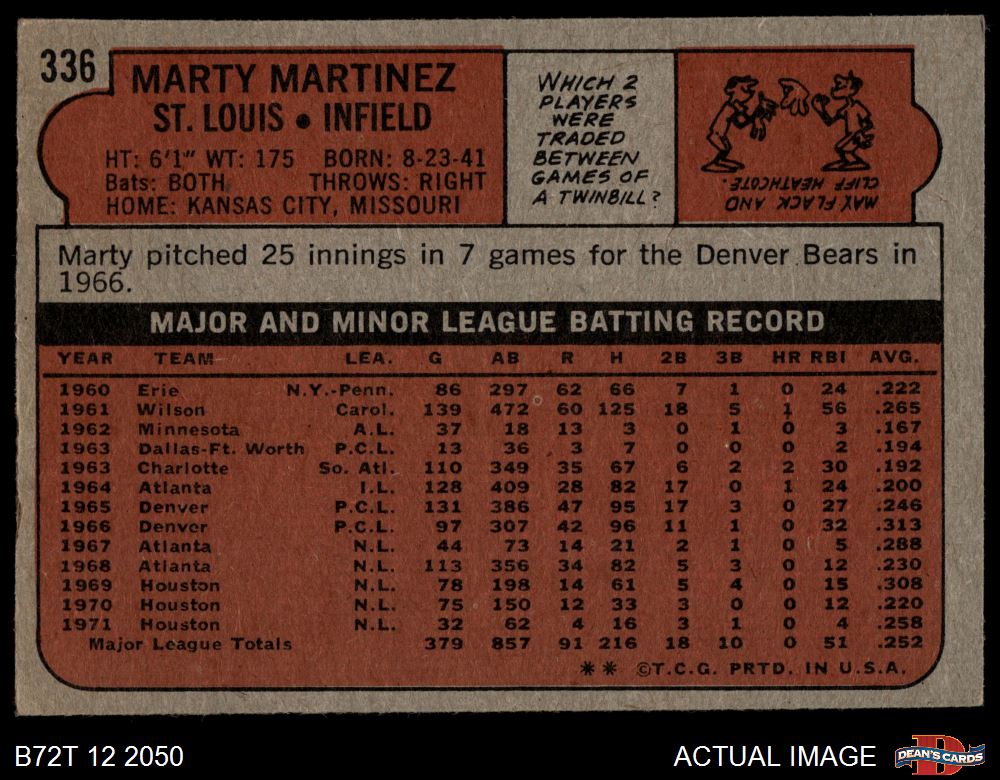 336
MARTY MARTINEZ
ST. LOUIS • INFIELD
HT: 6'1" WT: 175 BORN: 8-23-41
Bats: BOTH THROWS: RIGHT
HOME: KANSAS CITY, MISSOURI
WHICH 2
PLAYERS
WERE
TRADED
BETWEEN
GAMES OF
A TWINBILL?
MAX FLACK AND
CLIFF HEATHCOTE.
Marty pitched 25 innings in 7 games for the Denver Bears in
1966.
MAJOR AND MINOR LEAGUE BATTING RECORD
YEAR TEAM LEA. G AB R H 2B 3B HR RBI AVG.
1960 Erie N.Y.-Penn. 86 297 62 66 7 1 0 24 .222
1961 Wilson Carol. 139 472 60 125 18 5 1 56 .265
1962 Minnesota A.L. 37 18 13 3 0 1 0 3 .167
1963 Dallas-Ft. Worth P.C.L. 13 36 3 7 0 0 0 2 .194
1963 Charlotte So. Atl. 110 349 35 67 6 2 2 30 .192
1964 Atlanta I.L. 128 409 28 82 17 0 1 24 .200
1965 Denver P.C.L. 131 386 47 95 17 3 0 27 .246
1966 Denver P.C.L. 97 307 42 96 11 1 0 32 .313
1967 Atlanta N.L. 44 73 14 21 2 1 0 5 .288
1968 Atlanta N.L. 113 356 34 82 5 3 0 12 .230
1969 Houston N.L. 78 198 14 61 5 4 0 15 .308
1970 Houston N.L. 75 150 12 33 3 0 0 12 .220
1971 Houston N.L. 32 62 4 16 3 1 0 4 .258
Major League Totals 379 857 91 216 18 10 0 51 .252
** ©T.C.G. PRTD. IN U.S.A.
B72T 12 2050
ACTUAL IMAGE
DEAN'S CARDS